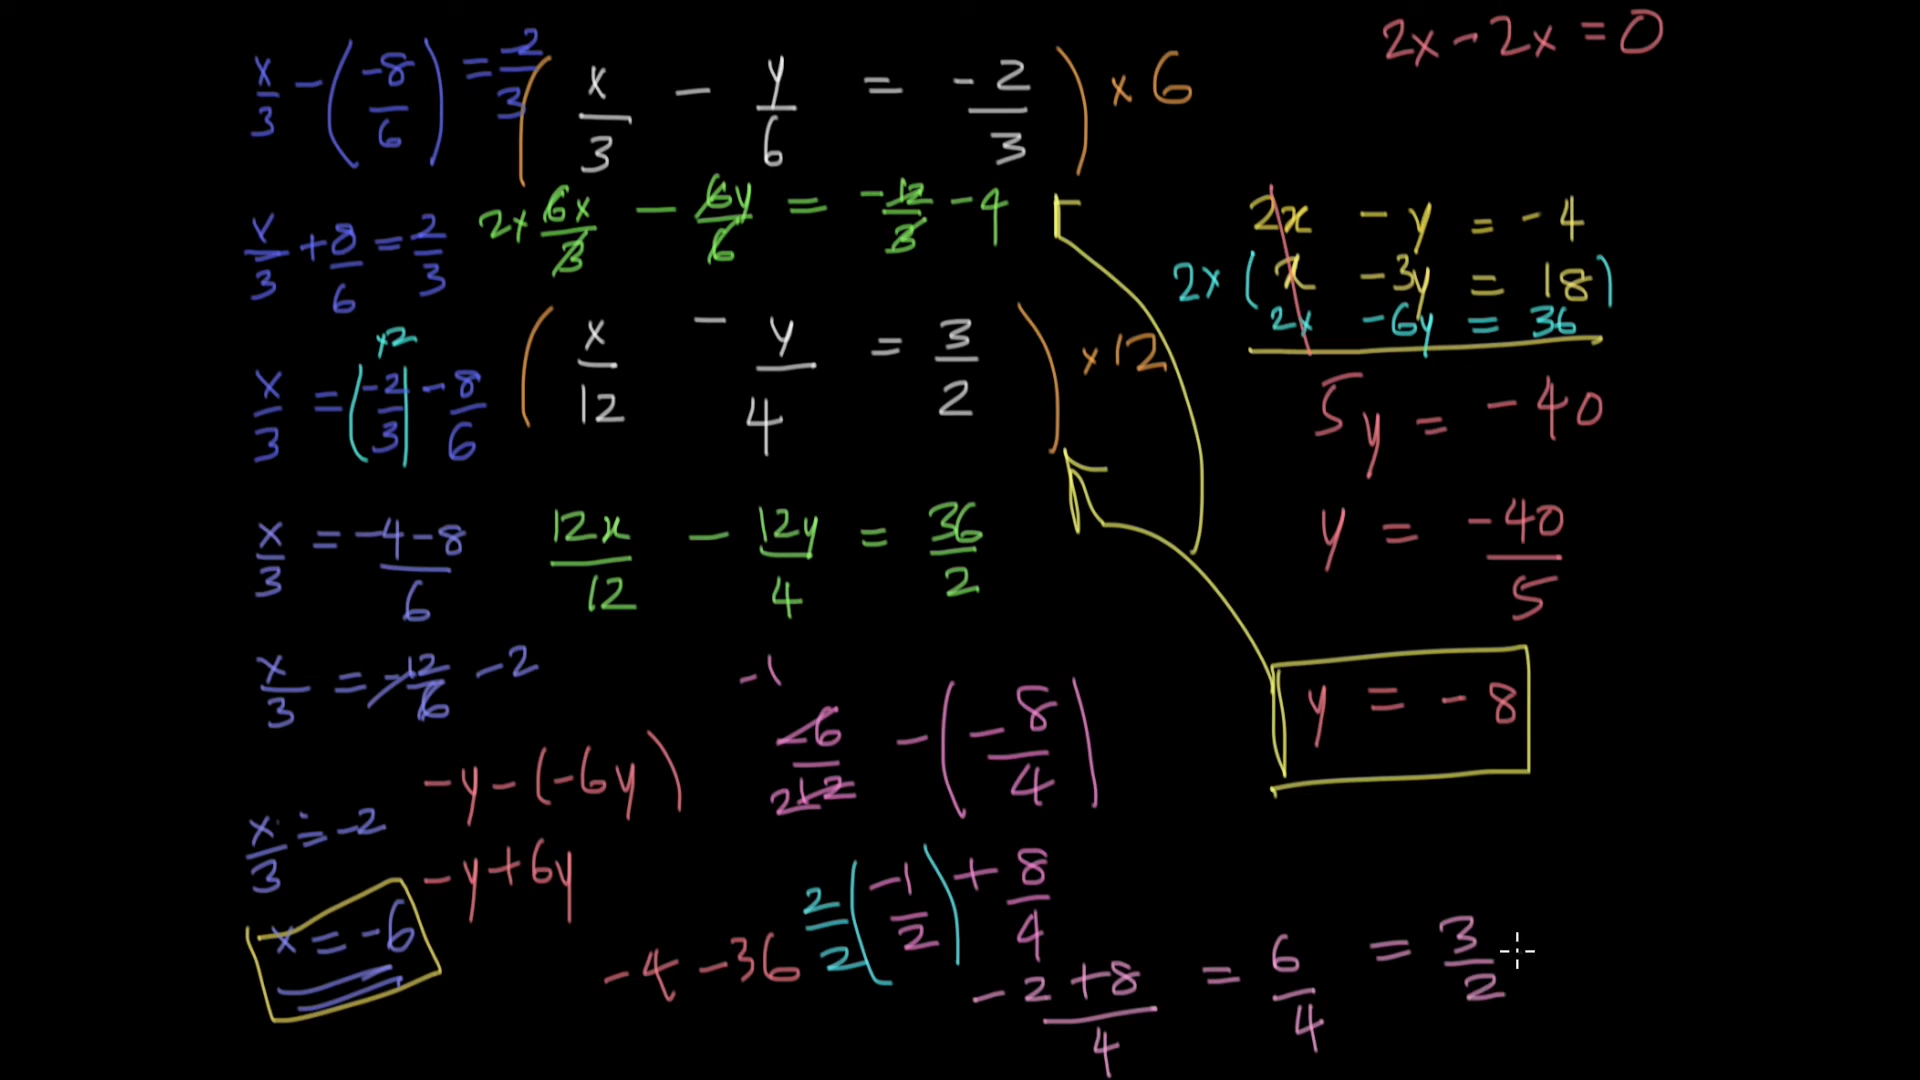 2x - 2x = 0
x/3 - (-8/6) = -2/3
(x/3 - y/6 = -2/3) × 6
x/3 + 8/6 = 2/3
2x 6x/3 - 6y/6 = -12/3 - 4
2x - y = -4
2x (x - 3y = 18)
2x - 6y = 36
x2
x/3 = (-2/3) - 8/6
(x/12 - y/4 = 3/2) × 12
5y = -40
x/3 = -4-8/6
12x/12 - 12y/4 = 36/2
y = -40/5
x/3 = -12/6 - 2
-1
-6/212 - (-8/4)
y = -8
-y - (-6y)
x/3 = -2
-y + 6y
2/2 (-1/2) + 8/4
x = -6
-4 - 36
-2 + 8/4 = 6/4 = 3/2